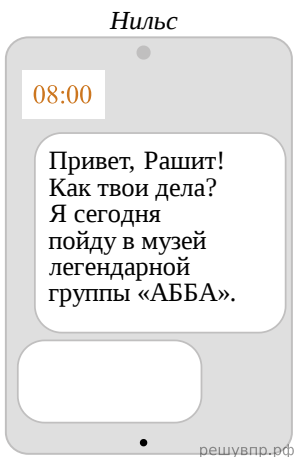 Нильс
08:00
Привет, Рашит!
Как твои дела?
Я сегодня
пойду в музей
легендарной
группы «АББА».
решувпр.рф